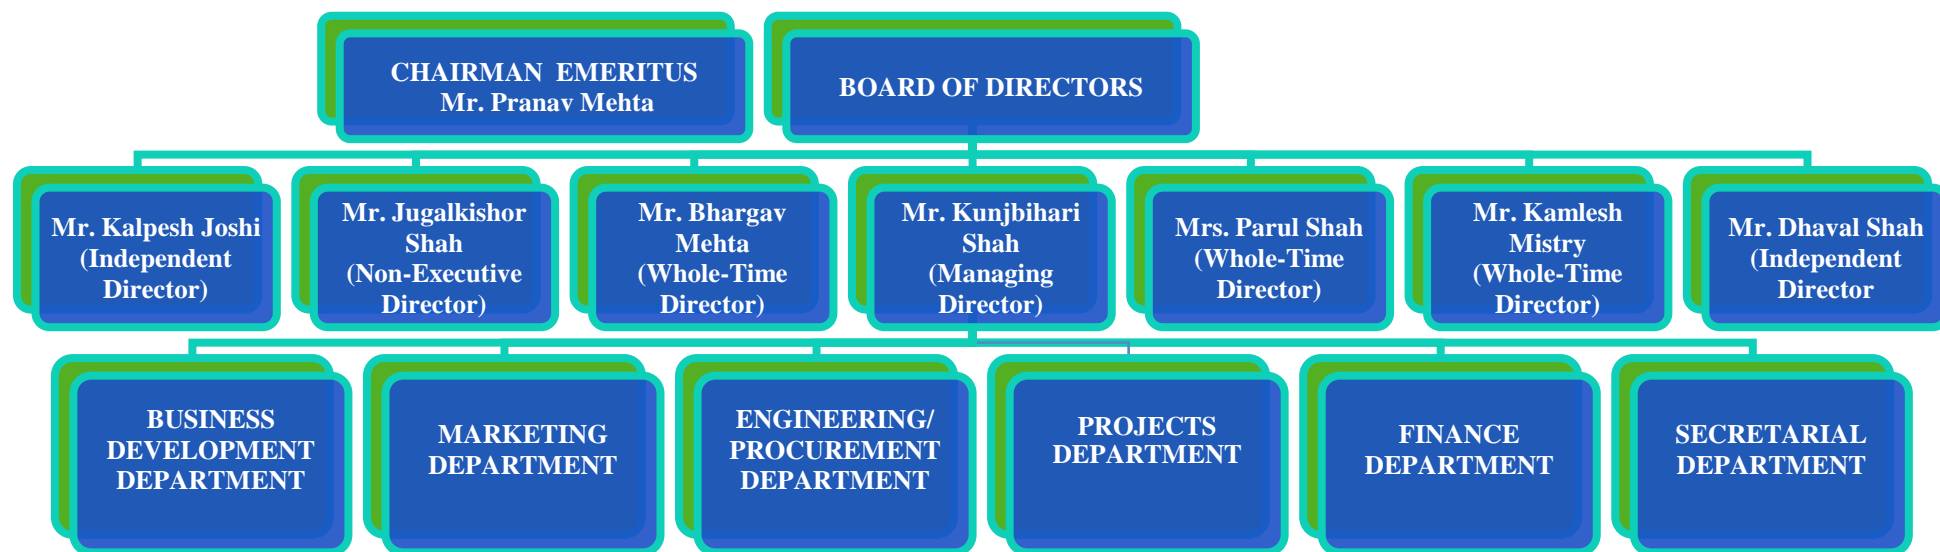 CHAIRMAN  EMERITUS
Mr. Pranav Mehta
BOARD OF DIRECTORS
Mr. Kalpesh Joshi
(Independent
Director)
Mr. Jugalkishor
Shah
(Non-Executive
Director)
Mr. Bhargav
Mehta
(Whole-Time
Director)
Mr. Kunjbihari
Shah
(Managing
Director)
Mrs. Parul Shah
(Whole-Time
Director)
Mr. Kamlesh
Mistry
(Whole-Time
Director)
Mr. Dhaval Shah
(Independent
Director
BUSINESS
DEVELOPMENT
DEPARTMENT
MARKETING
DEPARTMENT
ENGINEERING/
PROCUREMENT
DEPARTMENT
PROJECTS
DEPARTMENT
FINANCE
DEPARTMENT
SECRETARIAL
DEPARTMENT